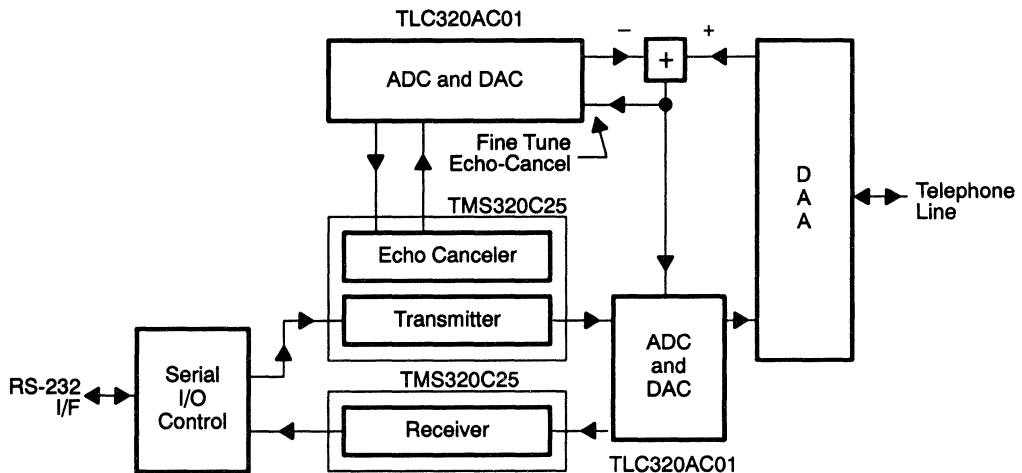 TLC320AC01
ADC and DAC
−
+
+
Fine Tune
Echo-Cancel
D
A
A
Telephone
Line
TMS320C25
Echo Canceler
Transmitter
ADC
and
DAC
RS-232
I/F
Serial
I/O
Control
TMS320C25
Receiver
TLC320AC01